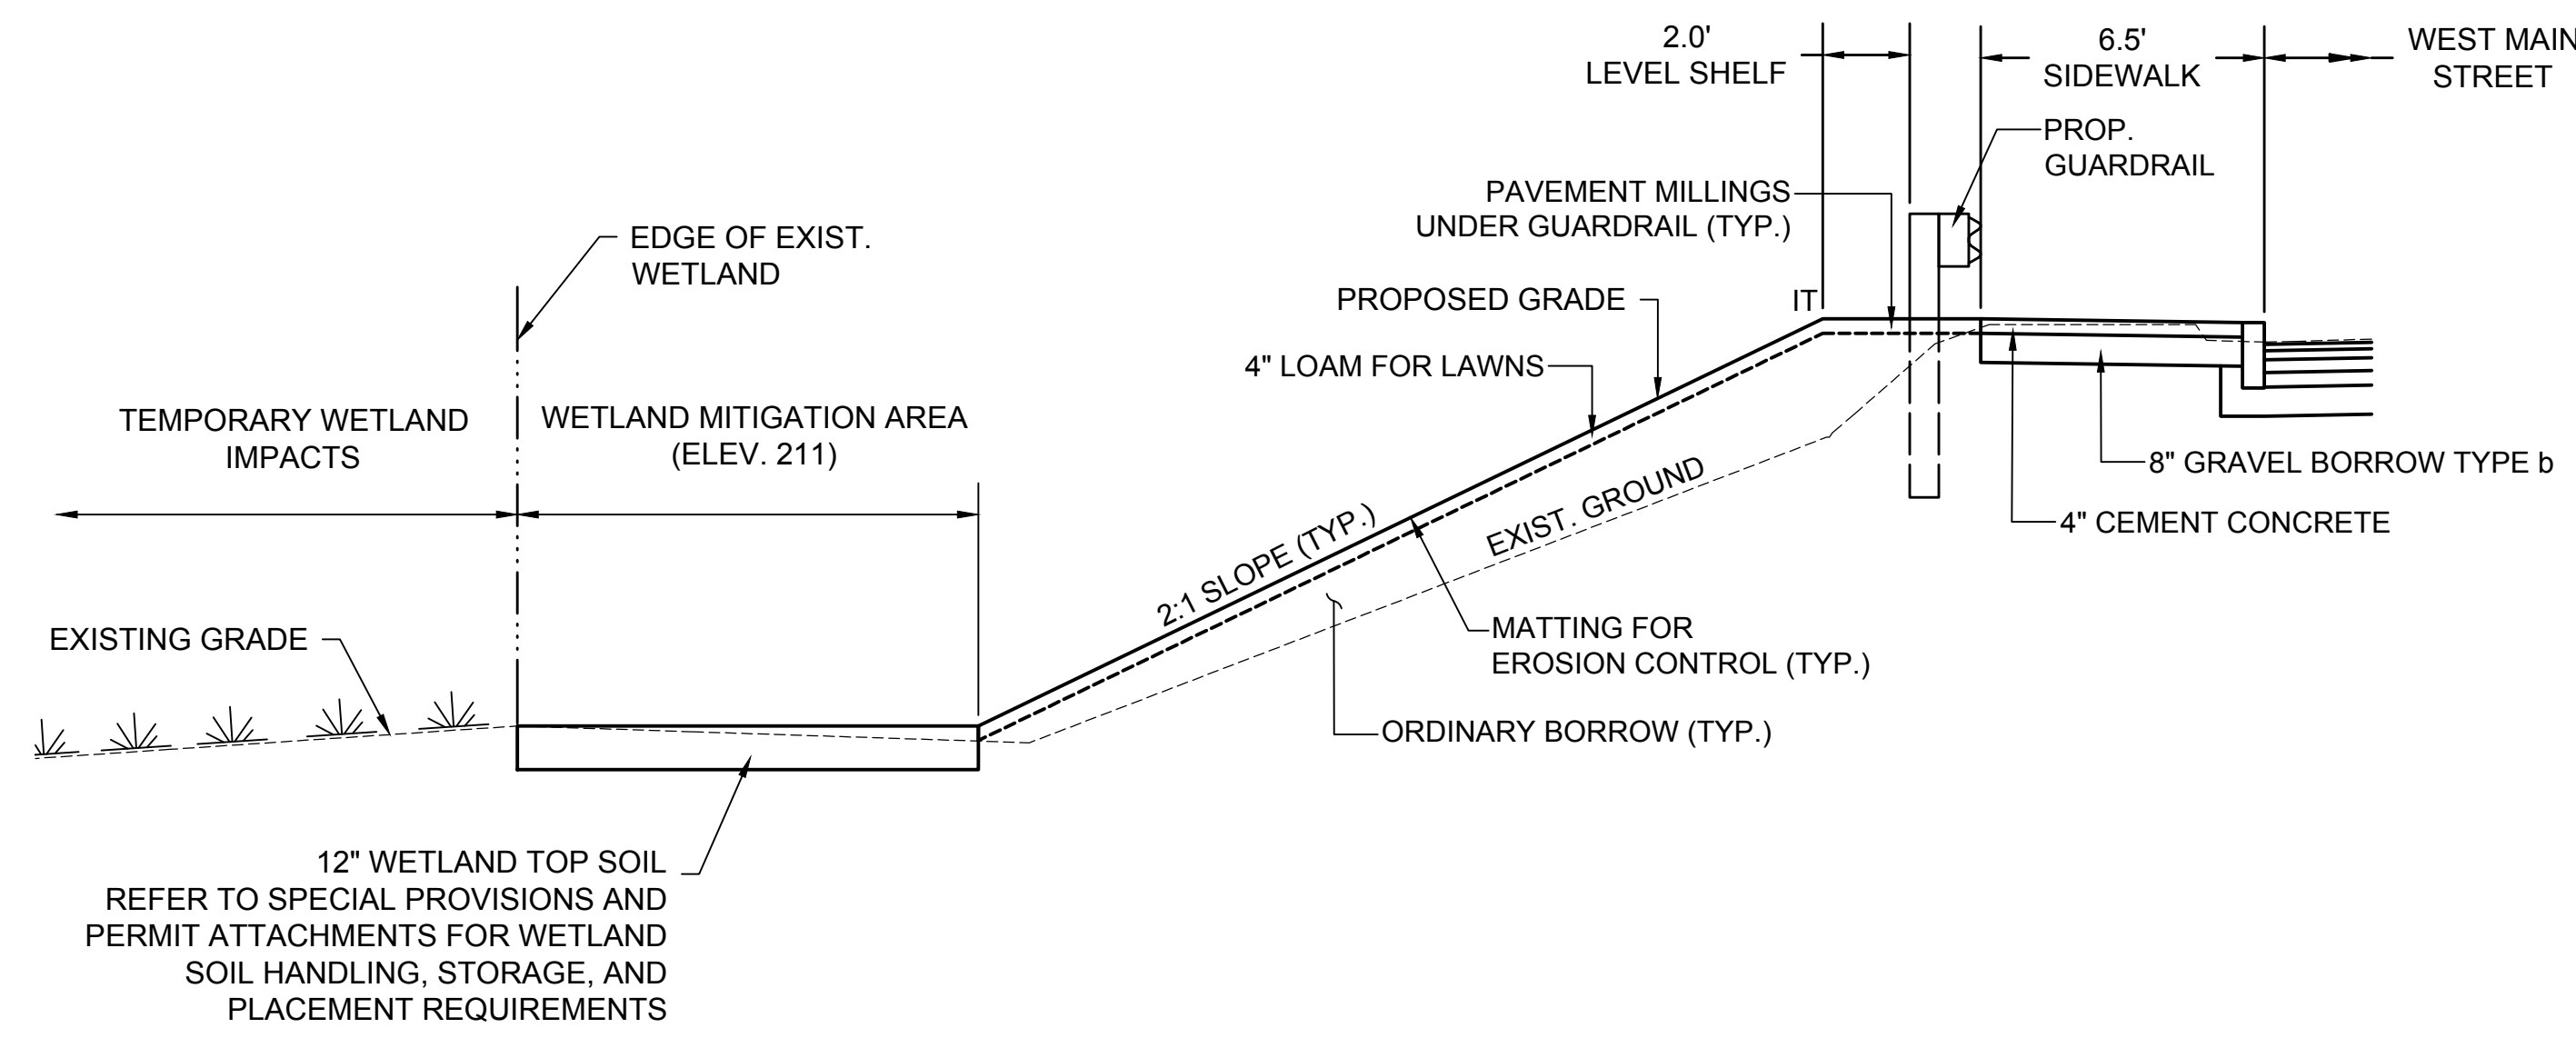 2.0'
LEVEL SHELF
6.5'
SIDEWALK
WEST MAIN
STREET
PROP.
GUARDRAIL
PAVEMENT MILLINGS
UNDER GUARDRAIL (TYP.)
EDGE OF EXIST.
WETLAND
PROPOSED GRADE
IT
4" LOAM FOR LAWNS
TEMPORARY WETLAND
IMPACTS
WETLAND MITIGATION AREA
(ELEV. 211)
8" GRAVEL BORROW TYPE b
4" CEMENT CONCRETE
2:1 SLOPE (TYP.)
EXIST. GROUND
EXISTING GRADE
MATTING FOR
EROSION CONTROL (TYP.)
ORDINARY BORROW (TYP.)
12" WETLAND TOP SOIL
REFER TO SPECIAL PROVISIONS AND
PERMIT ATTACHMENTS FOR WETLAND
SOIL HANDLING, STORAGE, AND
PLACEMENT REQUIREMENTS